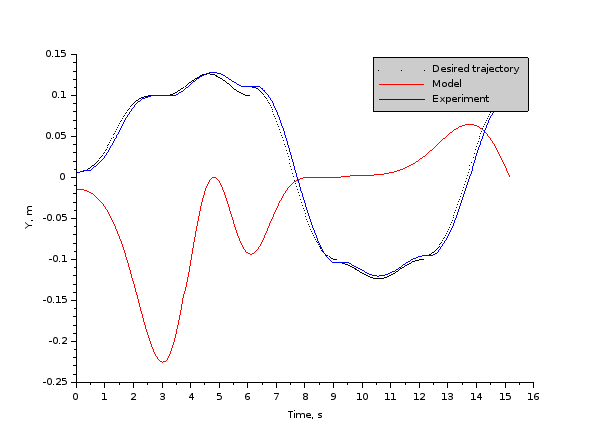 0.15
0.1
0.05
0
-0.05
-0.1
-0.15
-0.2
-0.25
Y, m
Desired trajectory
Model
Experiment
0 1 2 3 4 5 6 7 8 9 10 11 12 13 14 15 16
Time, s